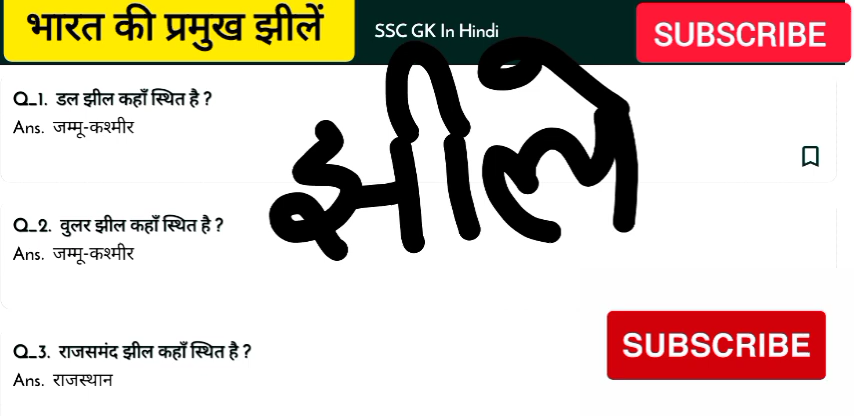 भारत की प्रमुख झीलें
SSC GK In Hindi
SUBSCRIBE
झीले
Q_1. डल झील कहाँ स्थित है ?
Ans. जम्मू-कश्मीर
Q_2. वुलर झील कहाँ स्थित है ?
Ans. जम्मू-कश्मीर
Q_3. राजसमंद झील कहाँ स्थित है ?
Ans. राजस्थान
SUBSCRIBE